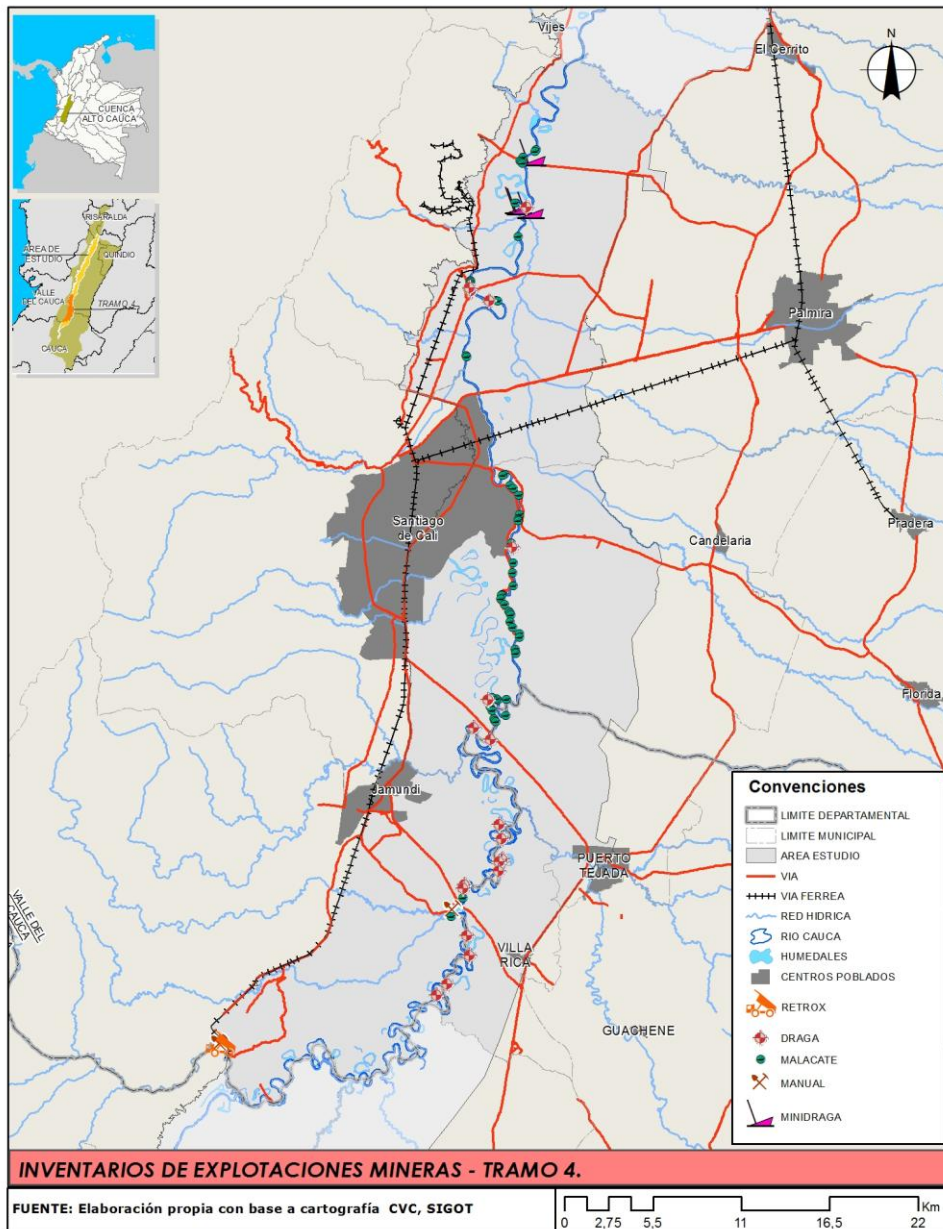 Vijes
El Cerrito
N
CUENCA
ALTO CAUCA
RISARALDA
AREA DE
ESTUDIO
QUINDIO
VALLE
DEL CAUCA
TRAMO 4
CAUCA
Palmira
Santiago
de Cali
Candelaria
Pradera
Florida
Jamundi
PUERTO
TEJADA
VILLA
RICA
GUACHENE
VALLE DEL
CAUCA
Convenciones
LIMITE DEPARTAMENTAL
LIMITE MUNICIPAL
AREA ESTUDIO
VIA
VIA FERREA
RED HIDRICA
RIO CAUCA
HUMEDALES
CENTROS POBLADOS
RETROX
DRAGA
MALACATE
MANUAL
MINIDRAGA
INVENTARIOS DE EXPLOTACIONES MINERAS - TRAMO 4.
FUENTE: Elaboración propia con base a cartografía CVC, SIGOT
Km
0 2,75 5,5 11 16,5 22